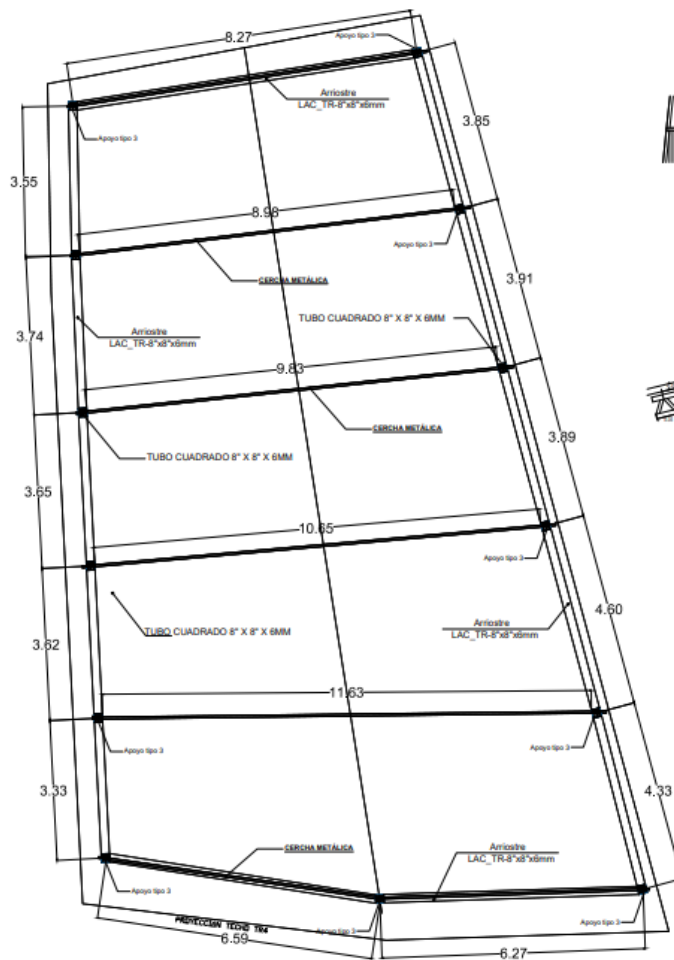 8.27
Apoyo tipo 3
Arriostre
LAC_TR-8"x8"x6mm
Apoyo tipo 3
3.85
3.55
8.98
Apoyo tipo 3
CERCHA METÁLICA
3.91
Arriostre
LAC_TR-8"x8"x6mm
TUBO CUADRADO 8" X 8" X 6MM
3.74
9.83
CERCHA METÁLICA
3.89
TUBO CUADRADO 8" X 8" X 6MM
3.65
10.65
Apoyo tipo 3
4.60
Arriostre
LAC_TR-8"x8"x6mm
TUBO CUADRADO 8" X 8" X 6MM
3.62
11.63
Apoyo tipo 3
Apoyo tipo 3
3.33
4.33
CERCHA METÁLICA
Arriostre
LAC_TR-8"x8"x6mm
Apoyo tipo 3
PROYECCIÓN TECHO TR4
Apoyo tipo 3
Apoyo tipo 3
6.59
6.27